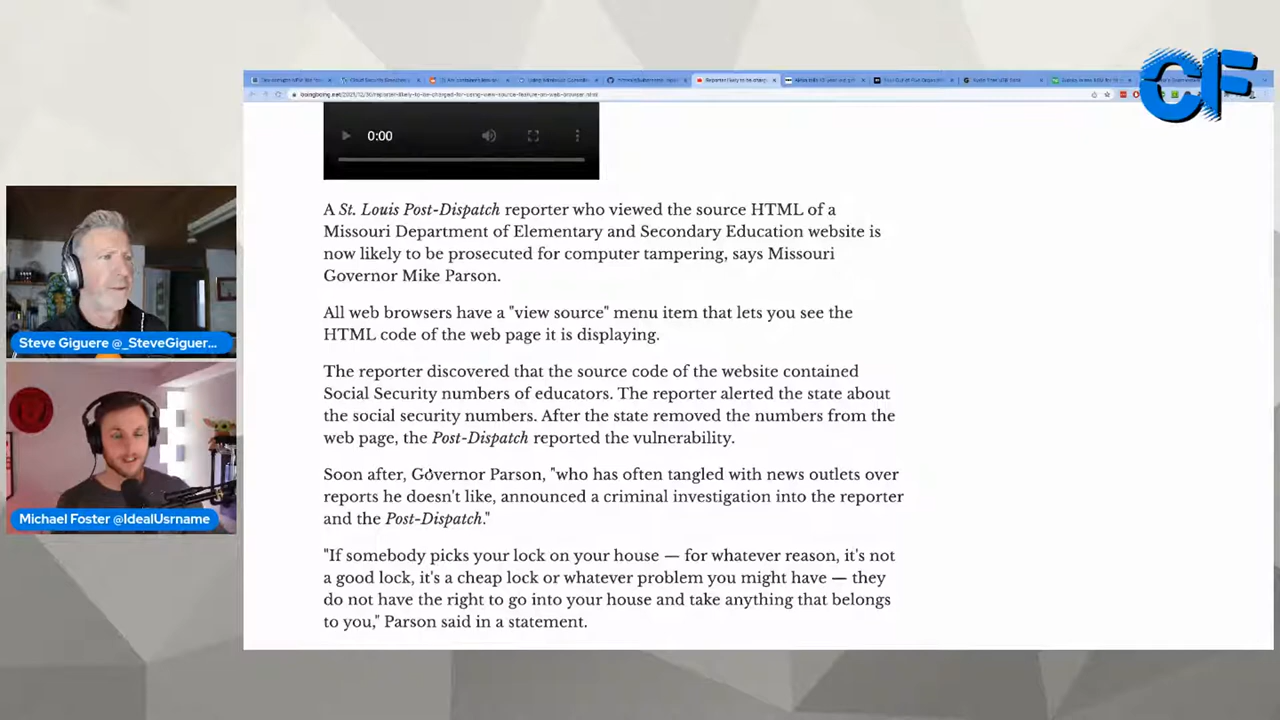 CF
0:00
A St. Louis Post-Dispatch reporter who viewed the source HTML of a
Missouri Department of Elementary and Secondary Education website is
now likely to be prosecuted for computer tampering, says Missouri
Governor Mike Parson.
All web browsers have a "view source" menu item that lets you see the
HTML code of the web page it is displaying.
The reporter discovered that the source code of the website contained
Social Security numbers of educators. The reporter alerted the state about
the social security numbers. After the state removed the numbers from the
web page, the Post-Dispatch reported the vulnerability.
Soon after, Governor Parson, "who has often tangled with news outlets over
reports he doesn't like, announced a criminal investigation into the reporter
and the Post-Dispatch."
"If somebody picks your lock on your house — for whatever reason, it's not
a good lock, it's a cheap lock or whatever problem you might have — they
do not have the right to go into your house and take anything that belongs
to you," Parson said in a statement.
Steve Giguere @_SteveGiguer...
Michael Foster @IdealUsrname